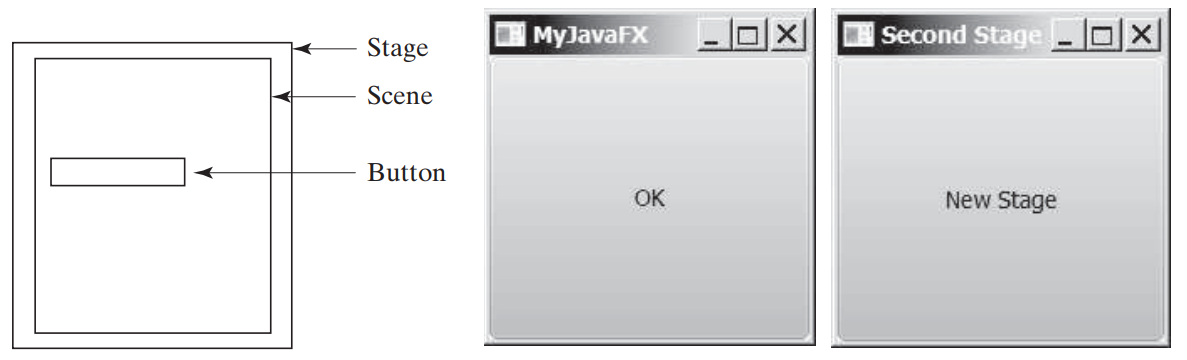 Stage
Scene
Button
MyJavaFX
OK
Second Stage
New Stage